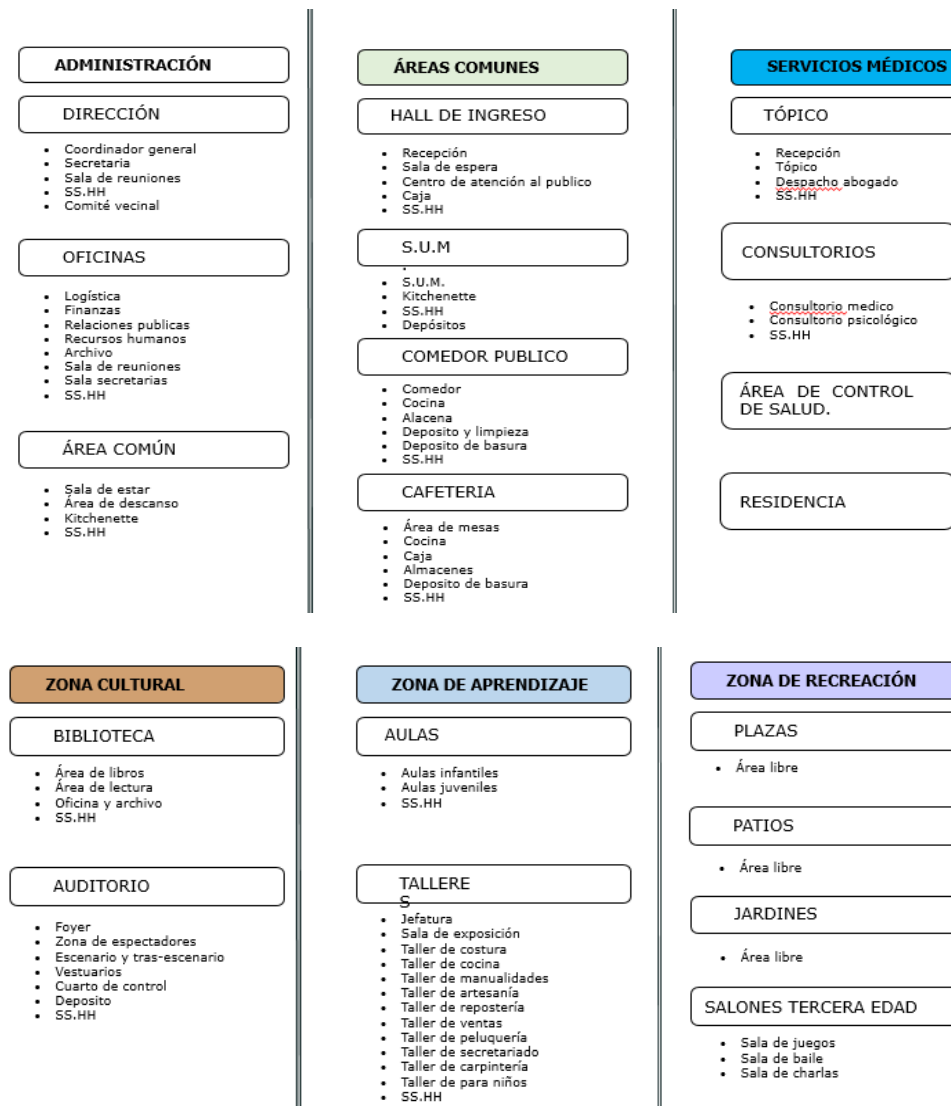 ADMINISTRACIÓN
DIRECCIÓN
• Coordinador general
• Secretaria
• Sala de reuniones
• SS.HH
• Comité vecinal
OFICINAS
• Logística
• Finanzas
• Relaciones publicas
• Recursos humanos
• Archivo
• Sala de reuniones
• Sala secretarias
• SS.HH
ÁREA COMÚN
• Sala de estar
• Área de descanso
• Kitchenette
• SS.HH
ÁREAS COMUNES
HALL DE INGRESO
• Recepción
• Sala de espera
• Centro de atención al publico
• Caja
• SS.HH
S.U.M
.
• S.U.M.
• Kitchenette
• SS.HH
• Depósitos
COMEDOR PUBLICO
• Comedor
• Cocina
• Alacena
• Deposito y limpieza
• Deposito de basura
• SS.HH
CAFETERIA
• Área de mesas
• Cocina
• Caja
• Almacenes
• Deposito de basura
• SS.HH
SERVICIOS MÉDICOS
TÓPICO
• Recepción
• Tópico
• Despacho abogado
• SS.HH
CONSULTORIOS
• Consultorio medico
• Consultorio psicológico
• SS.HH
ÁREA DE CONTROL
DE SALUD.
RESIDENCIA
ZONA CULTURAL
BIBLIOTECA
• Área de libros
• Área de lectura
• Oficina y archivo
• SS.HH
AUDITORIO
• Foyer
• Zona de espectadores
• Escenario y tras-escenario
• Vestuarios
• Cuarto de control
• Deposito
• SS.HH
ZONA DE APRENDIZAJE
AULAS
• Aulas infantiles
• Aulas juveniles
• SS.HH
TALLERE
S
• Jefatura
• Sala de exposición
• Taller de costura
• Taller de cocina
• Taller de manualidades
• Taller de artesanía
• Taller de repostería
• Taller de ventas
• Taller de peluquería
• Taller de secretariado
• Taller de carpintería
• Taller de para niños
• SS.HH
ZONA DE RECREACIÓN
PLAZAS
• Área libre
PATIOS
• Área libre
JARDINES
• Área libre
SALONES TERCERA EDAD
• Sala de juegos
• Sala de baile
• Sala de charlas